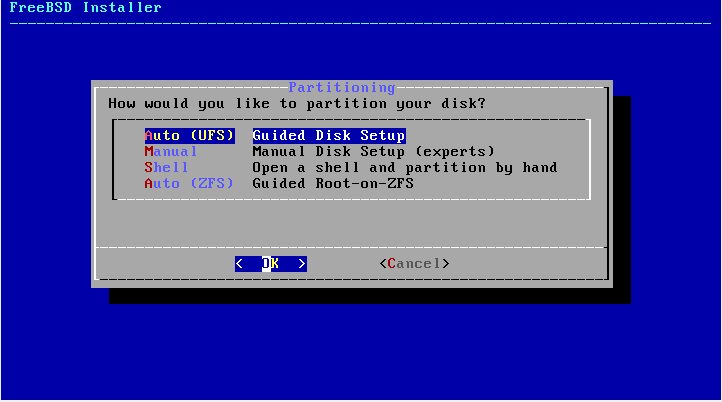 FreeBSD Installer
Partitioning
How would you like to partition your disk?
Auto (UFS) Guided Disk Setup
Manual Manual Disk Setup (experts)
Shell Open a shell and partition by hand
Auto (ZFS) Guided Root-on-ZFS
< OK > <Cancel>